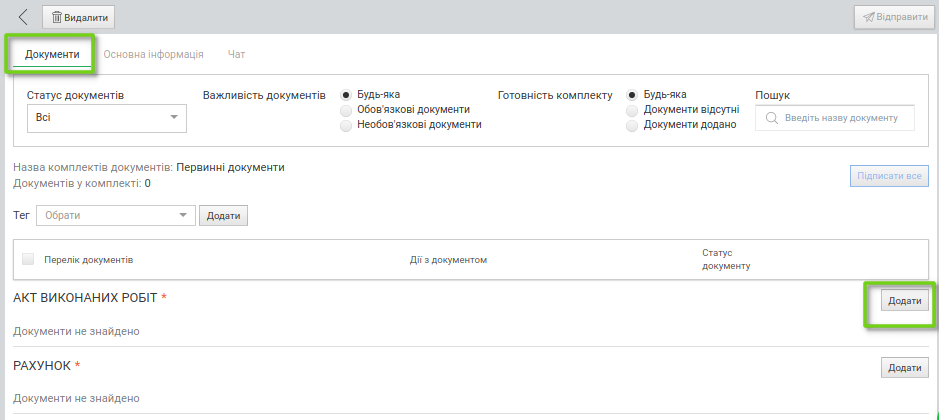 Видалити
Відправити
Документи
Основна інформація
Чат
Статус документів
Всі
Важливість документів
Будь-яка
Обов'язкові документи
Необов'язкові документи
Готовність комплекту
Будь-яка
Документи відсутні
Документи додано
Пошук
Введіть назву документу
Назва комплектів документів: Первинні документи
Документів у комплекті: 0
Підписати все
Тег
Обрати
Додати
Перелік документів
Дії з документом
Статус
документу
АКТ ВИКОНАНИХ РОБІТ *
Додати
Документи не знайдено
РАХУНОК *
Додати
Документи не знайдено